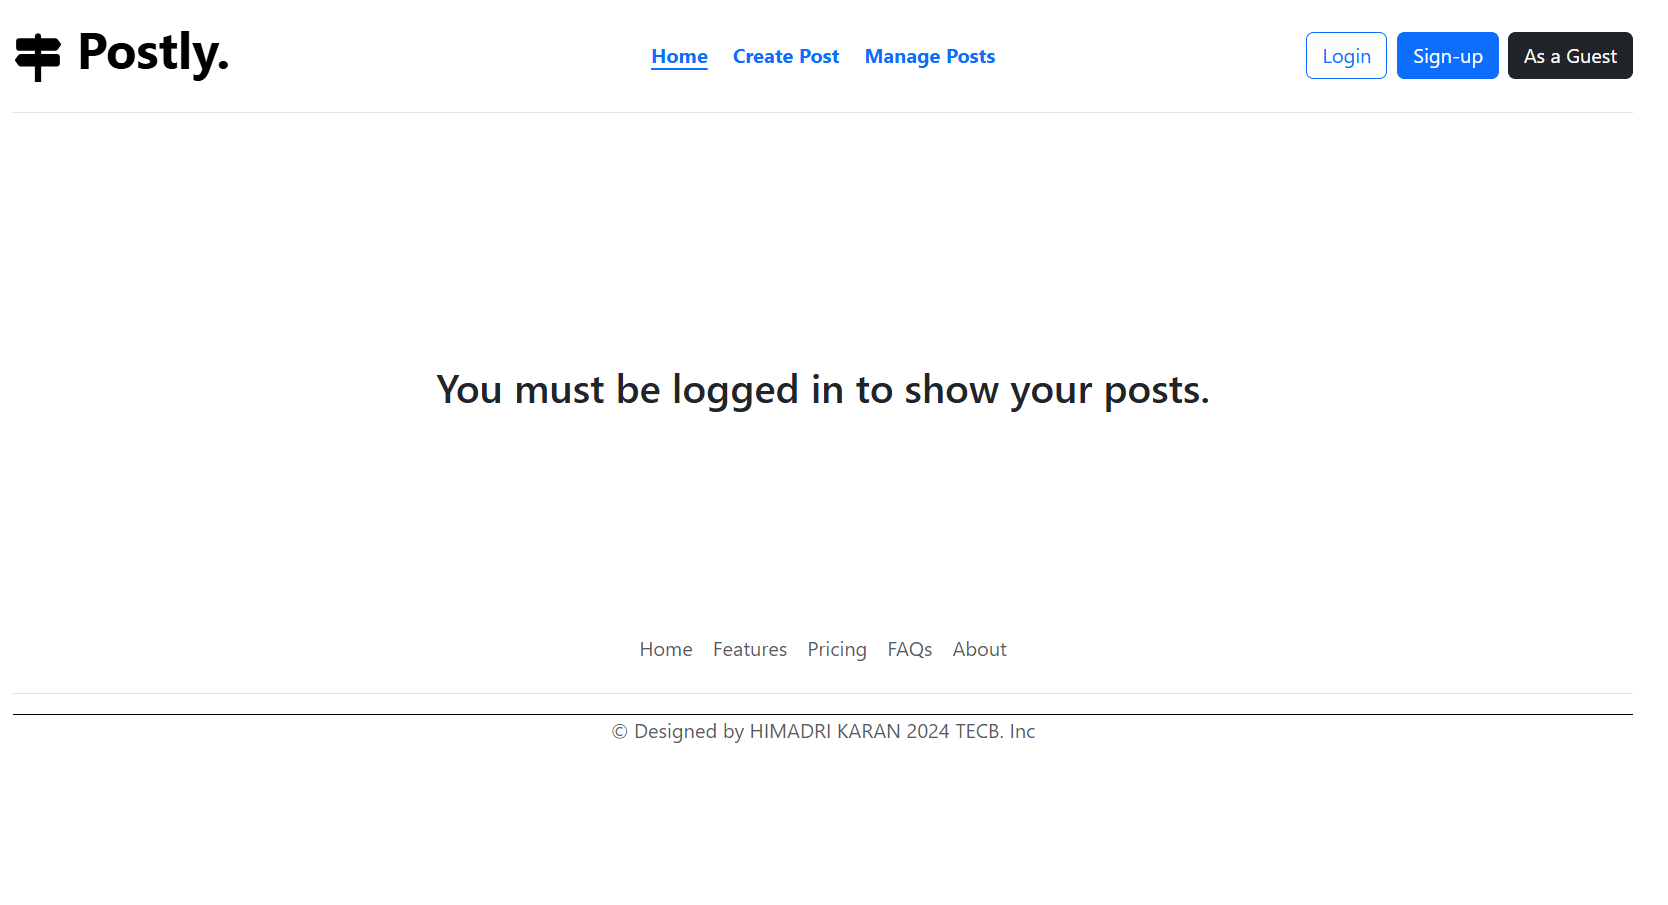 Postly.
Home Create Post Manage Posts
Login Sign-up As a Guest
You must be logged in to show your posts.
Home Features Pricing FAQs About
© Designed by HIMADRI KARAN 2024 TECB. Inc